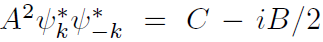 $A^2 \psi_k^* \psi_{-k}^* \; = \; C \, - \, iB/2$